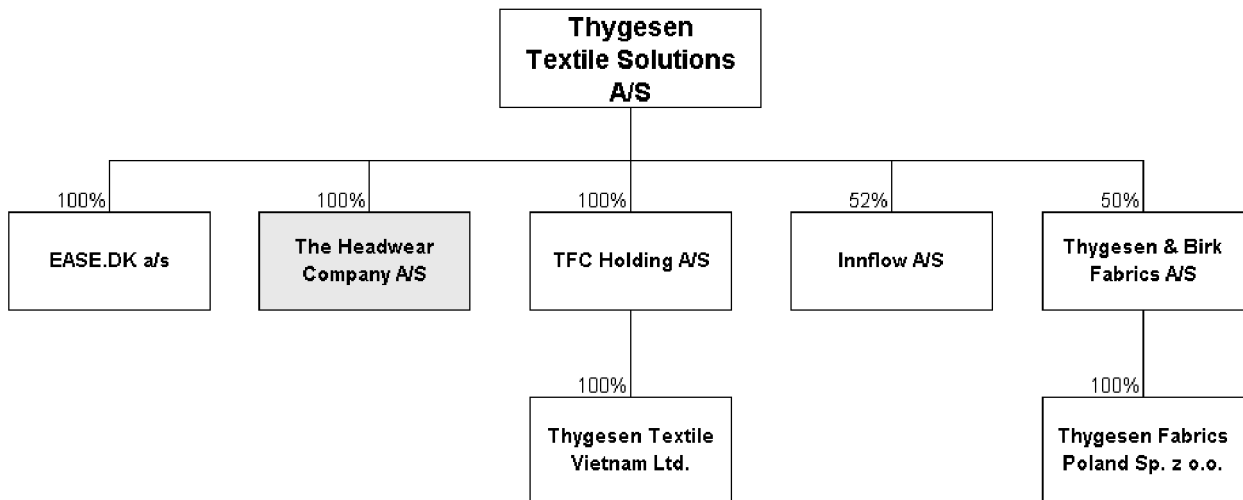 Thygesen
Textile Solutions
A/S
100%
100%
100%
52%
50%
EASE.DK a/s
The Headwear
Company A/S
TFC Holding A/S
Innflow A/S
Thygesen & Birk
Fabrics A/S
100%
100%
Thygesen Textile
Vietnam Ltd.
Thygesen Fabrics
Poland Sp. z o.o.